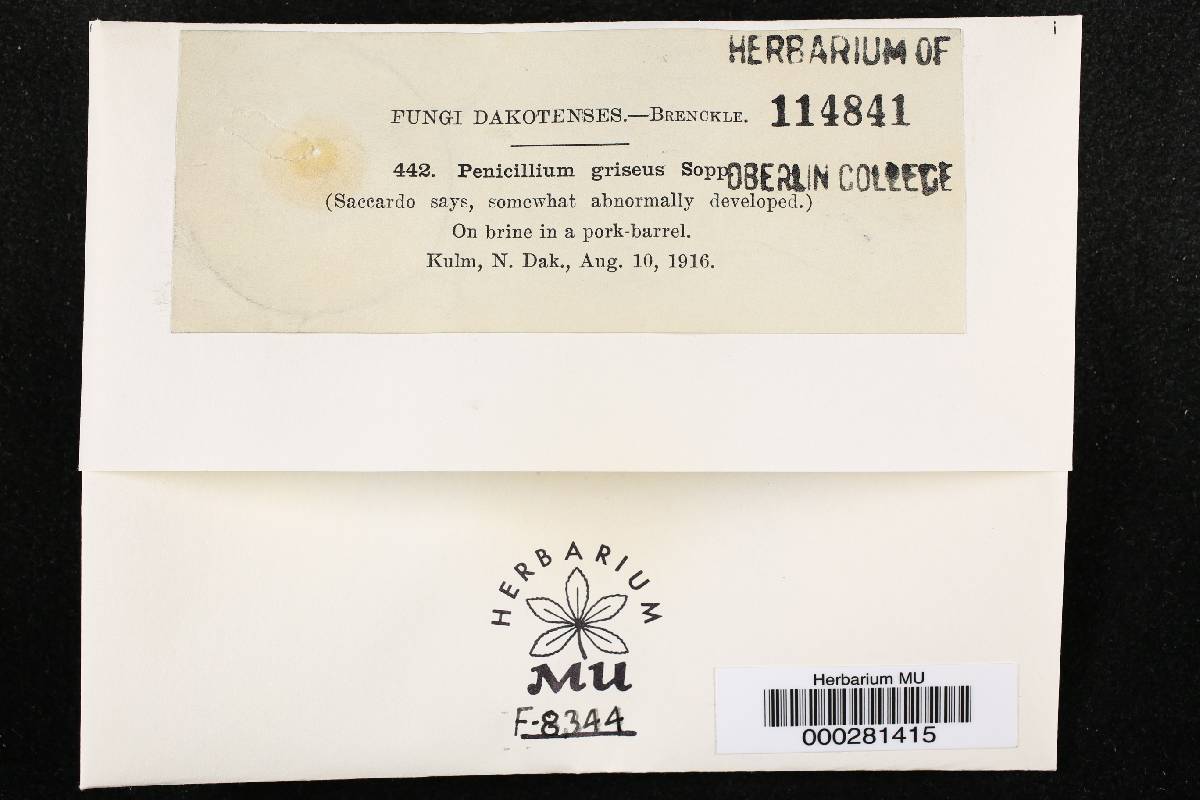 HERBARIUM OF
FUNGI DAKOTENSES.—BRENCKLE. 114841
442. Penicillium griseus Sopp
OBERLIN COLLEGE
(Saccardo says, somewhat abnormally developed.)
On brine in a pork-barrel.
Kulm, N. Dak., Aug. 10, 1916.
HERBARIUM
MU
F-8344
Herbarium MU
000281415